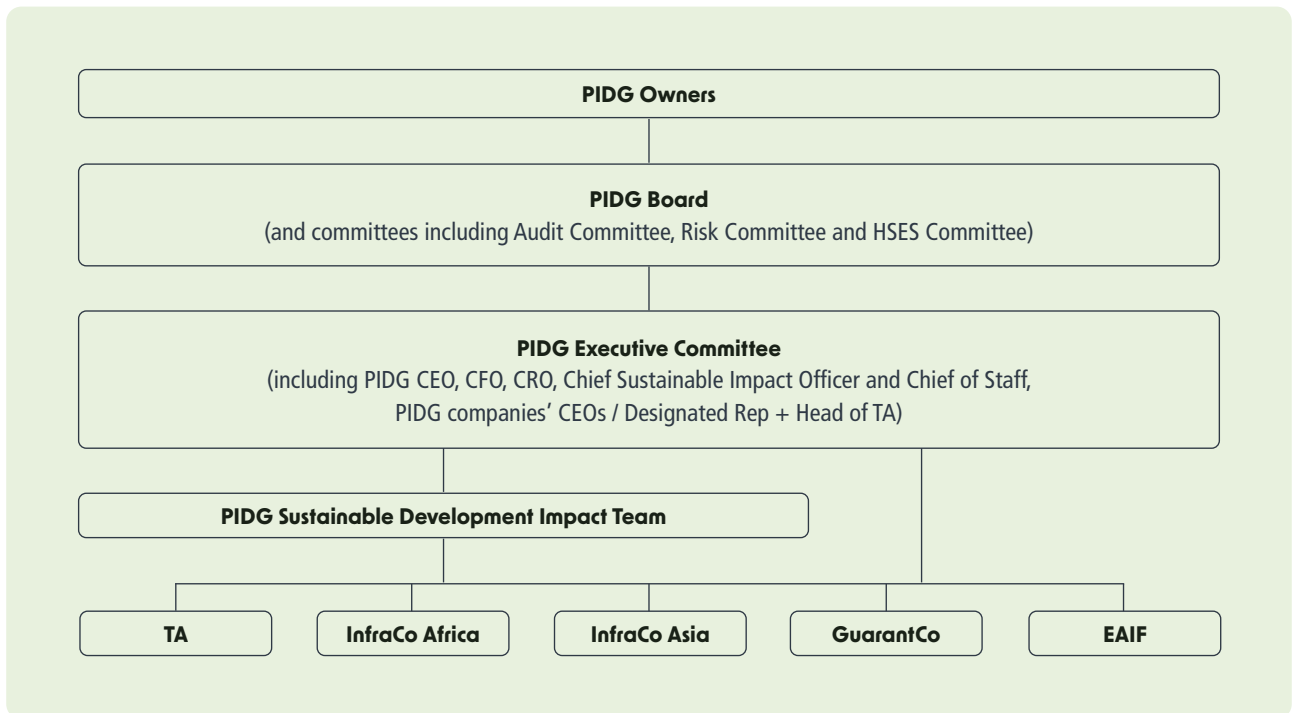 PIDG Owners
PIDG Board
(and committees including Audit Committee, Risk Committee and HSES Committee)
PIDG Executive Committee
(including PIDG CEO, CFO, CRO, Chief Sustainable Impact Officer and Chief of Staff,
PIDG companies’ CEOs / Designated Rep + Head of TA)
PIDG Sustainable Development Impact Team
TA
InfraCo Africa
InfraCo Asia
GuarantCo
EAIF